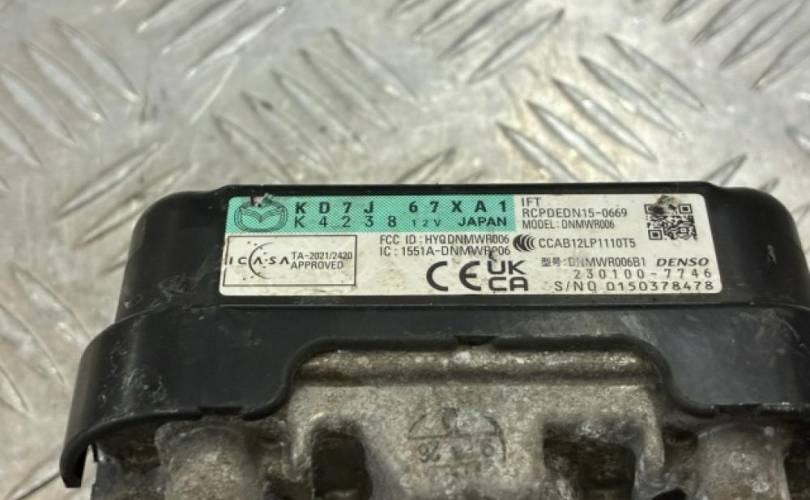 KD7J 67XA1
K4238 12V JAPAN
IFT
RCPDEDN15-0669
MODEL: DNMWR006
ICASA TA-2021/2420
APPROVED
FCC ID: HYQDNMWR006
IC: 1551A-DNMWR006
CCAB12LP1110T5
CE UK
CA
型号: DNMWR006B1 DENSO
230100-7746
S/NO 0150378478